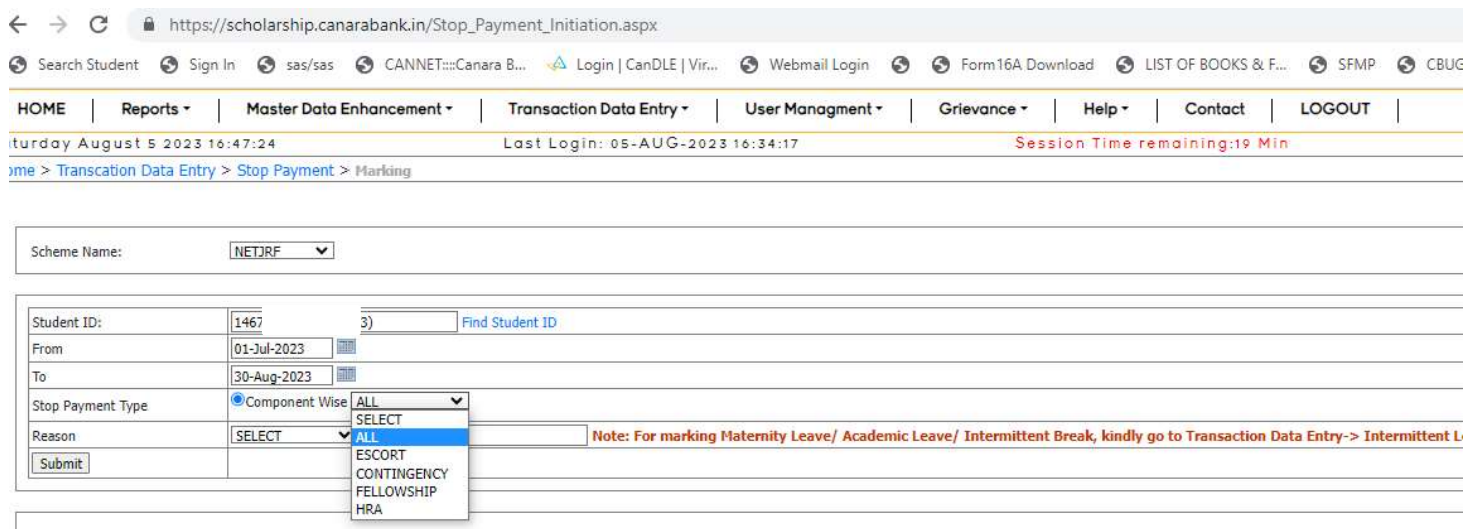 https://scholarship.canarabank.in/Stop_Payment_Initiation.aspx
Search Student Sign In sas/sas CANNET::::Canara B... Login | CanDLE | Vir... Webmail Login Form16A Download LIST OF BOOKS & F... SFMP CBUG
HOME | Reports | Master Data Enhancement | Transaction Data Entry | User Managment | Grievance | Help | Contact | LOGOUT |
turday August 5 2023 16:47:24 Last Login: 05-AUG-2023 16:34:17 Session Time remaining:19 Min
ome > Transcation Data Entry > Stop Payment > Marking
Scheme Name: NETJRF
Student ID: 1467 3) Find Student ID
From 01-Jul-2023
To 30-Aug-2023
Stop Payment Type Component Wise ALL
SELECT
Reason SELECT ALL Note: For marking Maternity Leave/ Academic Leave/ Intermittent Break, kindly go to Transaction Data Entry-> Intermittent L
ESCORT
Submit
CONTINGENCY
FELLOWSHIP
HRA